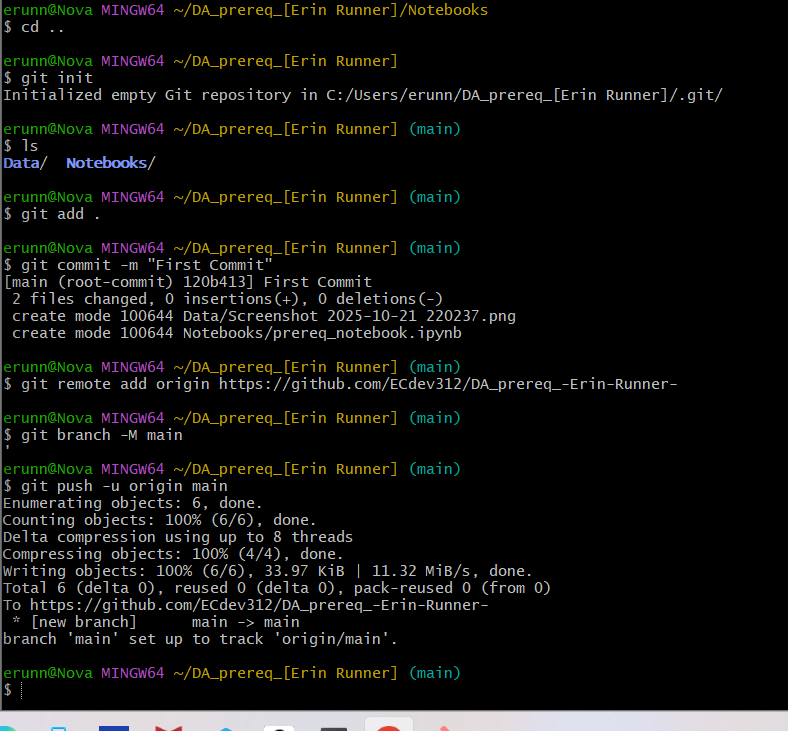 erunn@Nova MINGW64 ~/DA_prereq_[Erin Runner]/Notebooks
$ cd ..
erunn@Nova MINGW64 ~/DA_prereq_[Erin Runner]
$ git init
Initialized empty Git repository in C:/Users/erunn/DA_prereq_[Erin Runner]/.git/
erunn@Nova MINGW64 ~/DA_prereq_[Erin Runner] (main)
$ ls
Data/  Notebooks/
erunn@Nova MINGW64 ~/DA_prereq_[Erin Runner] (main)
$ git add .
erunn@Nova MINGW64 ~/DA_prereq_[Erin Runner] (main)
$ git commit -m "First Commit"
[main (root-commit) 120b413] First Commit
 2 files changed, 0 insertions(+), 0 deletions(-)
 create mode 100644 Data/Screenshot 2025-10-21 220237.png
 create mode 100644 Notebooks/prereq_notebook.ipynb
erunn@Nova MINGW64 ~/DA_prereq_[Erin Runner] (main)
$ git remote add origin https://github.com/ECdev312/DA_prereq_-Erin-Runner-
erunn@Nova MINGW64 ~/DA_prereq_[Erin Runner] (main)
$ git branch -M main
'
erunn@Nova MINGW64 ~/DA_prereq_[Erin Runner] (main)
$ git push -u origin main
Enumerating objects: 6, done.
Counting objects: 100% (6/6), done.
Delta compression using up to 8 threads
Compressing objects: 100% (4/4), done.
Writing objects: 100% (6/6), 33.97 KiB | 11.32 MiB/s, done.
Total 6 (delta 0), reused 0 (delta 0), pack-reused 0 (from 0)
To https://github.com/ECdev312/DA_prereq_-Erin-Runner-
 * [new branch]      main -> main
branch 'main' set up to track 'origin/main'.
erunn@Nova MINGW64 ~/DA_prereq_[Erin Runner] (main)
$